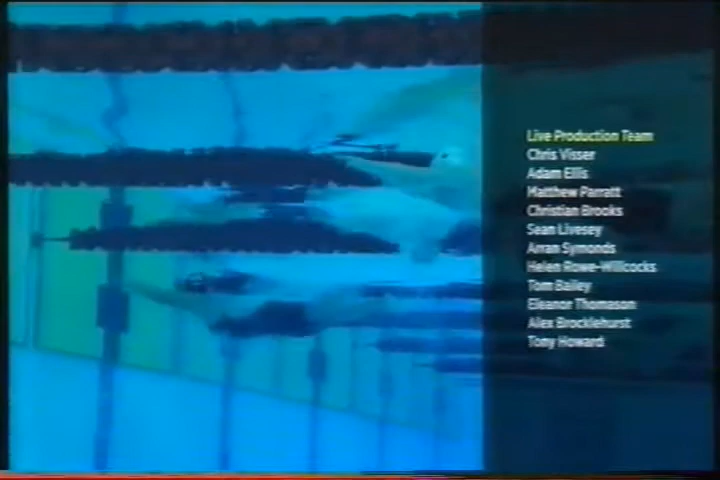 Live Production Team
Chris Visser
Adam Ellis
Matthew Parratt
Christian Brooks
Sean Livesey
Arran Symonds
Helen Rowe-Willcocks
Tom Bailey
Eleanor Thomason
Alex Brocklehurst
Tony Howard